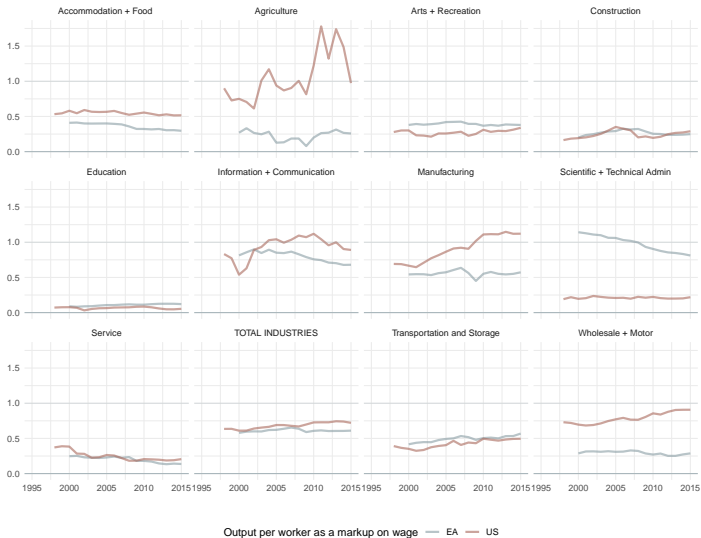 Accommodation + Food Agriculture Arts + Recreation Construction
1.5
1.0
0.5
0.0
Education Information + Communication Manufacturing Scientific + Technical Admin
1.5
1.0
0.5
0.0
Service TOTAL INDUSTRIES Transportation and Storage Wholesale + Motor
1.5
1.0
0.5
0.0
1995 2000 2005 2010 2015 1995 2000 2005 2010 2015 1995 2000 2005 2010 2015 1995 2000 2005 2010 2015
Output per worker as a markup on wage EA US